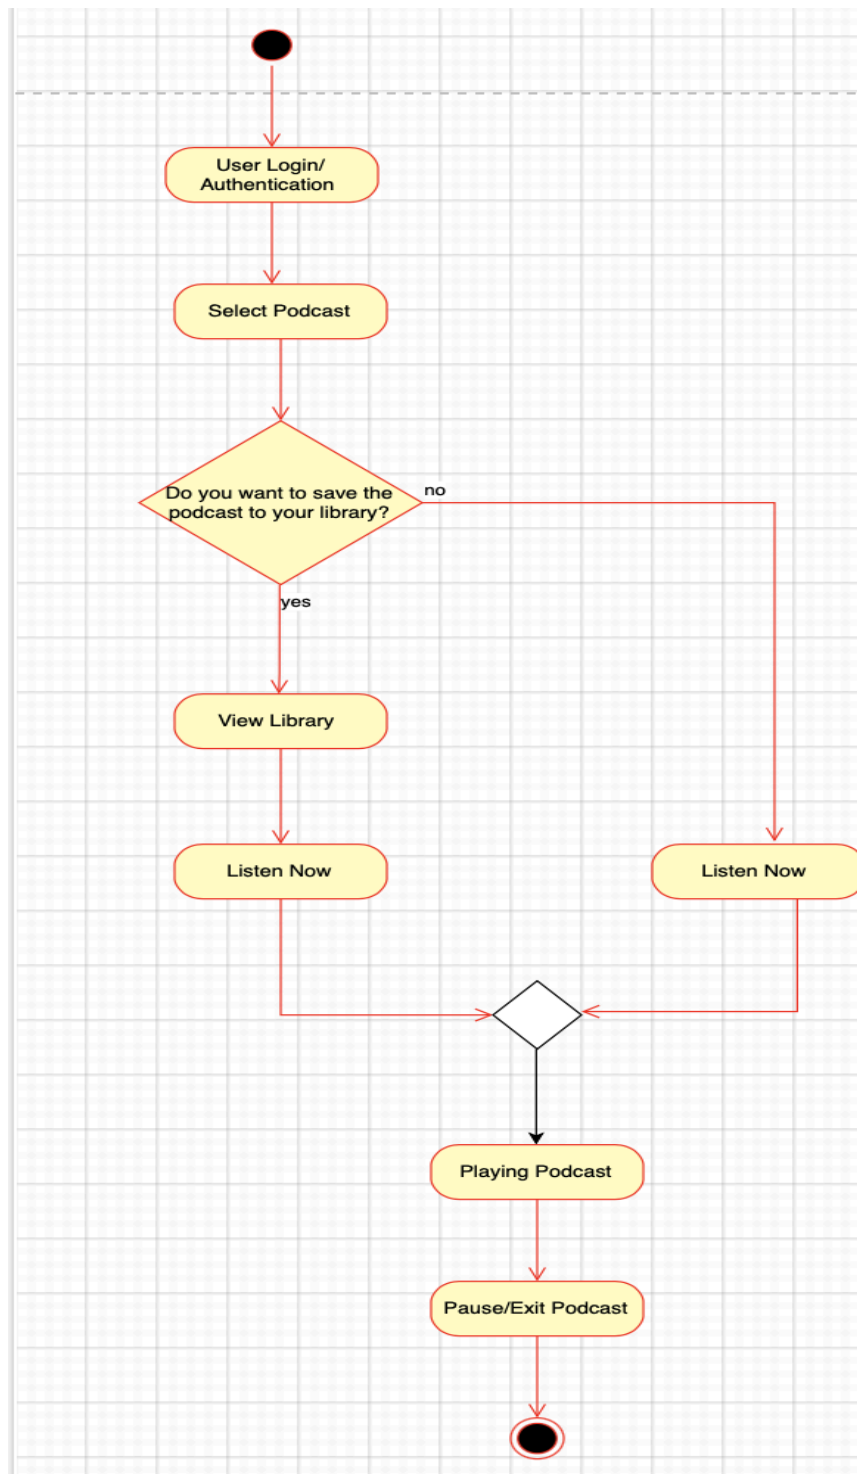 User Login/
Authentication
Select Podcast
Do you want to save the
podcast to your library?
no
yes
View Library
Listen Now
Listen Now
Playing Podcast
Pause/Exit Podcast